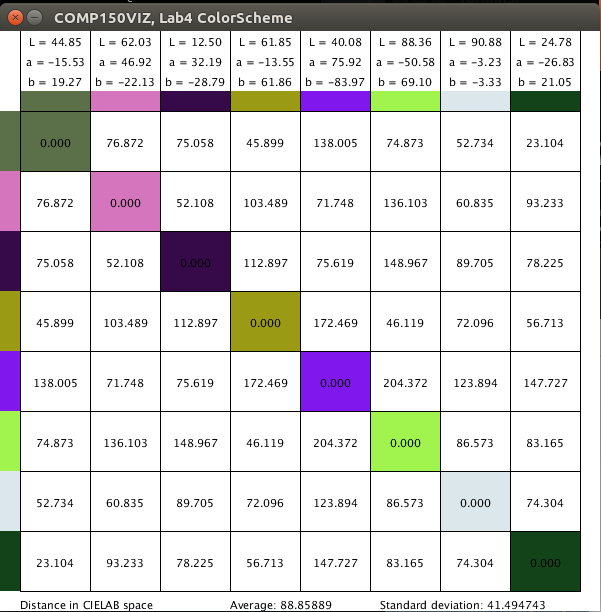 COMP150VIZ, Lab4 ColorScheme
L = 44.85 L = 62.03 L = 12.50 L = 61.85 L = 40.08 L = 88.36 L = 90.88 L = 24.78
a = -15.53 a = 46.92 a = 32.19 a = -13.55 a = 75.92 a = -50.58 a = -3.23 a = -26.83
b = 19.27 b = -22.13 b = -28.79 b = 61.86 b = -83.97 b = 69.10 b = -3.33 b = 21.05
0.000 76.872 75.058 45.899 138.005 74.873 52.734 23.104
76.872 0.000 52.108 103.489 71.748 136.103 60.835 93.233
75.058 52.108 0.000 112.897 75.619 148.967 89.705 78.225
45.899 103.489 112.897 0.000 172.469 46.119 72.096 56.713
138.005 71.748 75.619 172.469 0.000 204.372 123.894 147.727
74.873 136.103 148.967 46.119 204.372 0.000 86.573 83.165
52.734 60.835 89.705 72.096 123.894 86.573 0.000 74.304
23.104 93.233 78.225 56.713 147.727 83.165 74.304 0.000
Distance in CIELAB space Average: 88.85889 Standard deviation: 41.494743